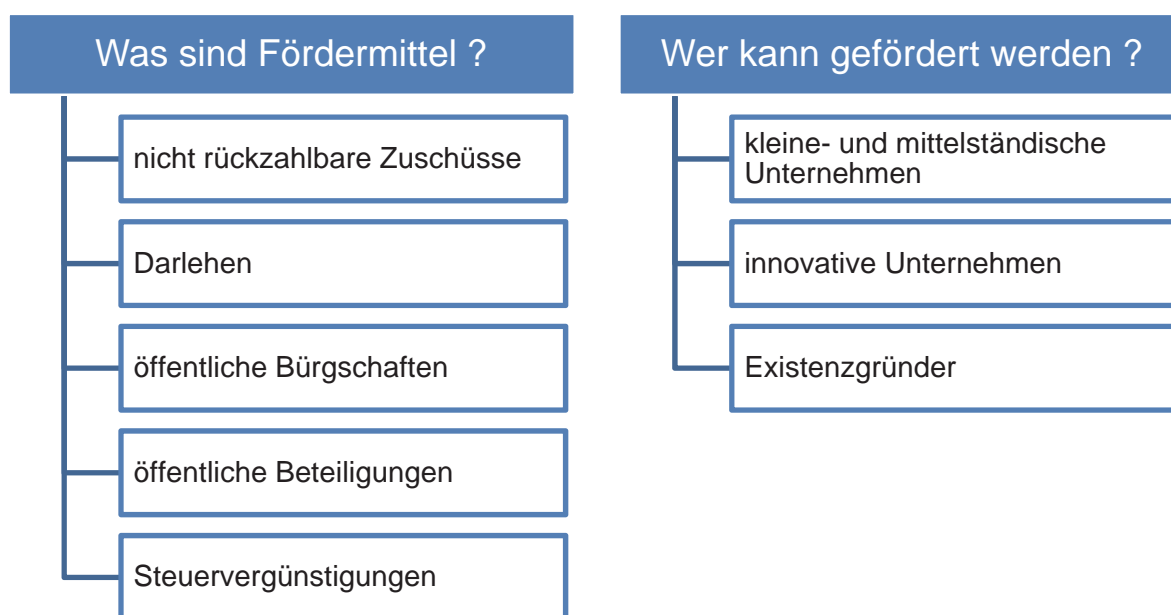 Was sind Fördermittel ?
nicht rückzahlbare Zuschüsse
Darlehen
öffentliche Bürgschaften
öffentliche Beteiligungen
Steuervergünstigungen
Wer kann gefördert werden ?
kleine- und mittelständische
Unternehmen
innovative Unternehmen
Existenzgründer